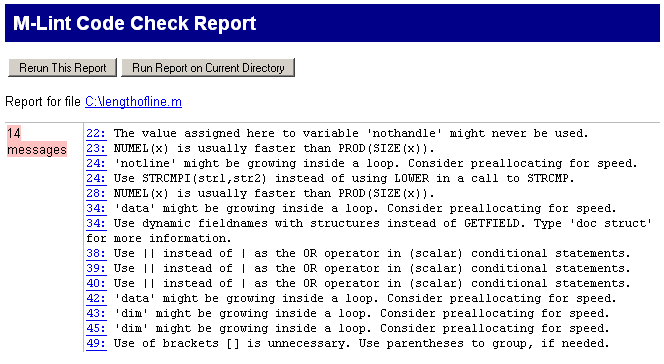 M-Lint Code Check Report
Rerun This Report Run Report on Current Directory
Report for file C:\lengthofline.m
14 messages
22: The value assigned here to variable 'nothandle' might never be used.
23: NUMEL(x) is usually faster than PROD(SIZE(x)).
24: 'notline' might be growing inside a loop. Consider preallocating for speed.
24: Use STRCMPI(str1,str2) instead of using LOWER in a call to STRCMP.
28: NUMEL(x) is usually faster than PROD(SIZE(x)).
34: 'data' might be growing inside a loop. Consider preallocating for speed.
34: Use dynamic fieldnames with structures instead of GETFIELD. Type 'doc struct'
for more information.
38: Use || instead of | as the OR operator in (scalar) conditional statements.
39: Use || instead of | as the OR operator in (scalar) conditional statements.
40: Use || instead of | as the OR operator in (scalar) conditional statements.
42: 'data' might be growing inside a loop. Consider preallocating for speed.
43: 'dim' might be growing inside a loop. Consider preallocating for speed.
45: 'dim' might be growing inside a loop. Consider preallocating for speed.
49: Use of brackets [] is unnecessary. Use parentheses to group, if needed.